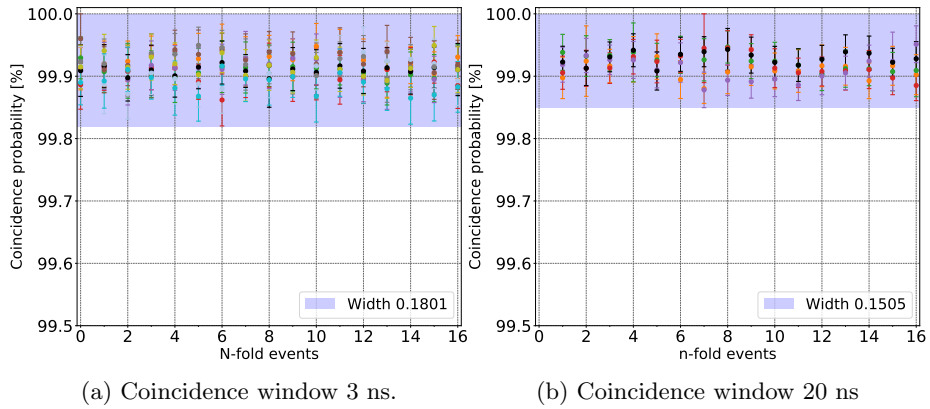 100.0
99.9
99.8
99.7
99.6
99.5
Coincidence probability [%]
0 2 4 6 8 10 12 14 16
N-fold events
Width 0.1801
(a) Coincidence window 3 ns.
100.0
99.9
99.8
99.7
99.6
99.5
Coincidence probability [%]
0 2 4 6 8 10 12 14 16
n-fold events
Width 0.1505
(b) Coincidence window 20 ns